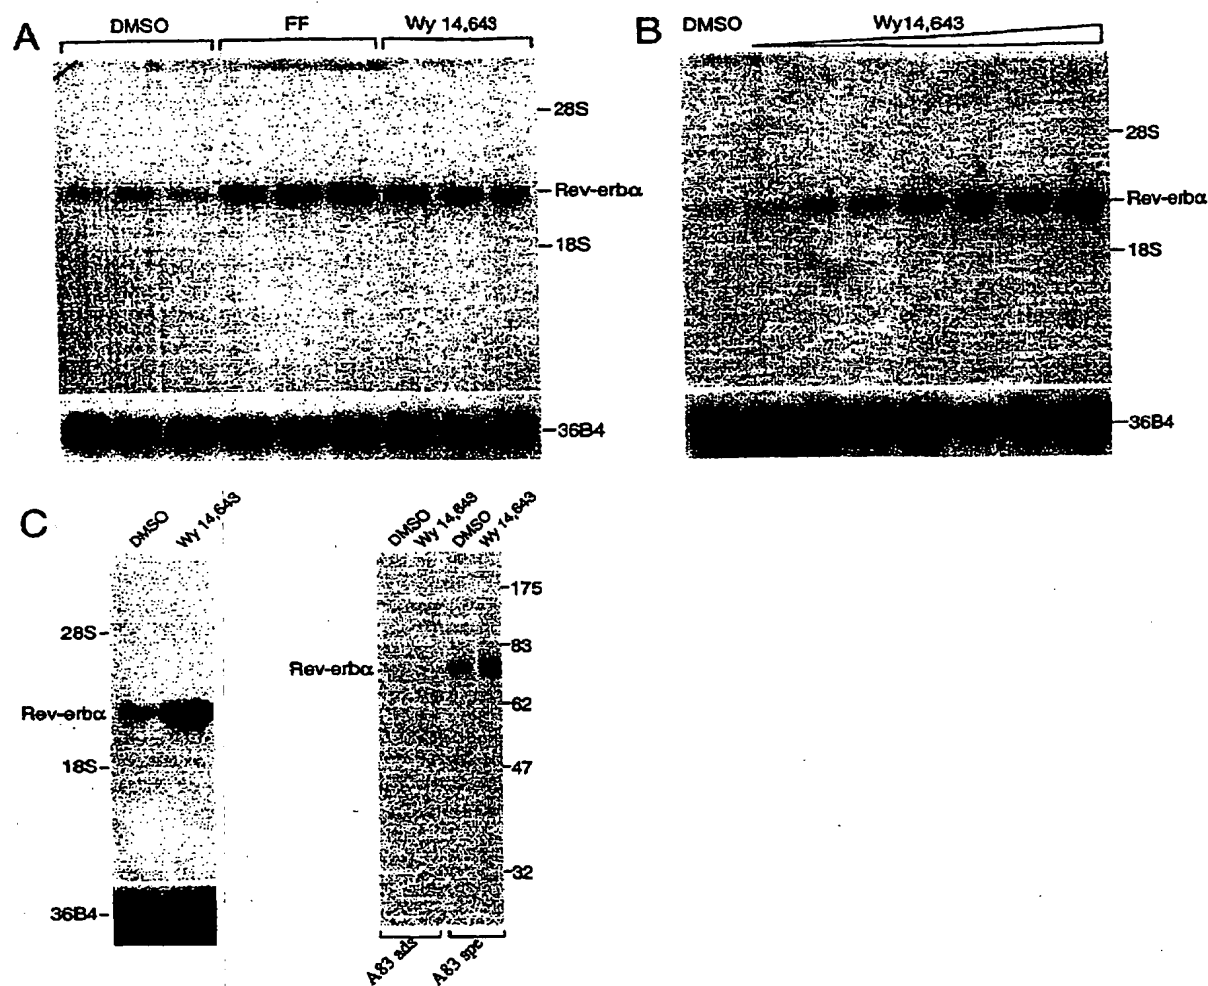 A
DMSO
FF
Wy 14,643
28S
Rev-erbα
18S
36B4
B
DMSO
Wy14,643
28S
Rev-erbα
18S
36B4
C
DMSO
Wy 14,643
28S
Rev-erbα
18S
36B4
DMSO
Wy 14,643
DMSO
Wy 14,643
175
83
Rev-erbα
62
47
32
A83 ads
A83 spe